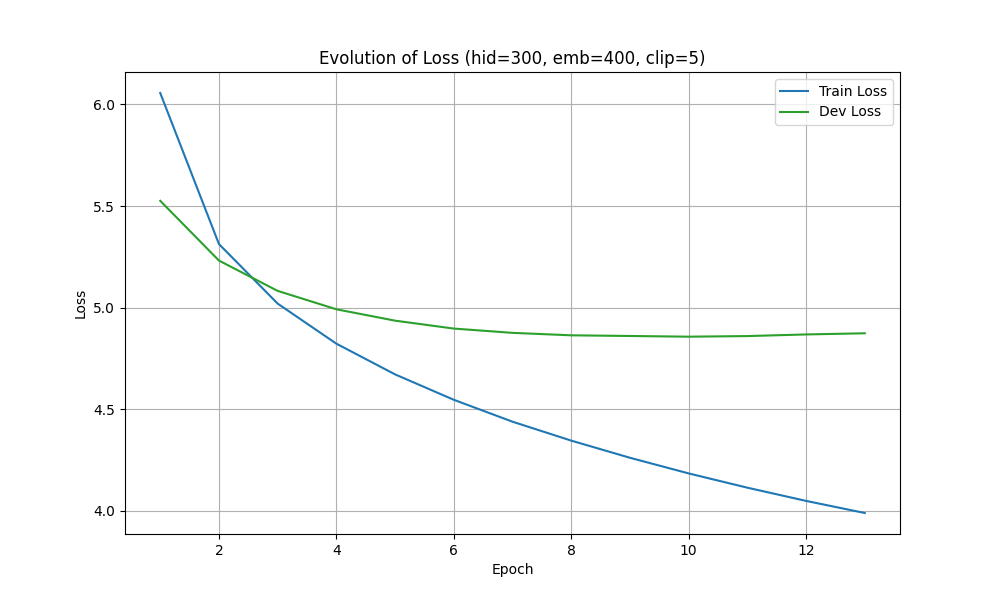 Evolution of Loss (hid=300, emb=400, clip=5)
Train Loss
Dev Loss
6.0
5.5
5.0
4.5
4.0
Loss
2 4 6 8 10 12
Epoch